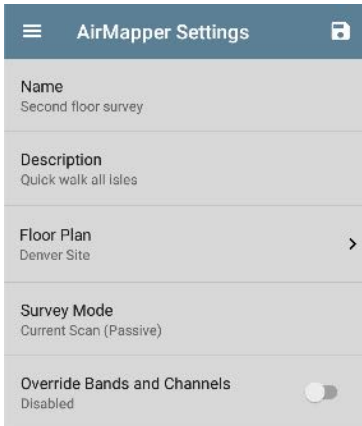 AirMapper Settings
Name
Second floor survey
Description
Quick walk all isles
Floor Plan
Denver Site
Survey Mode
Current Scan (Passive)
Override Bands and Channels
Disabled